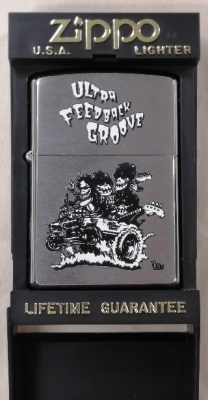 Zippo
U.S.A. LIGHTER
ULTRA
FEEDBACK
GROOVE
LIFETIME GUARANTEE